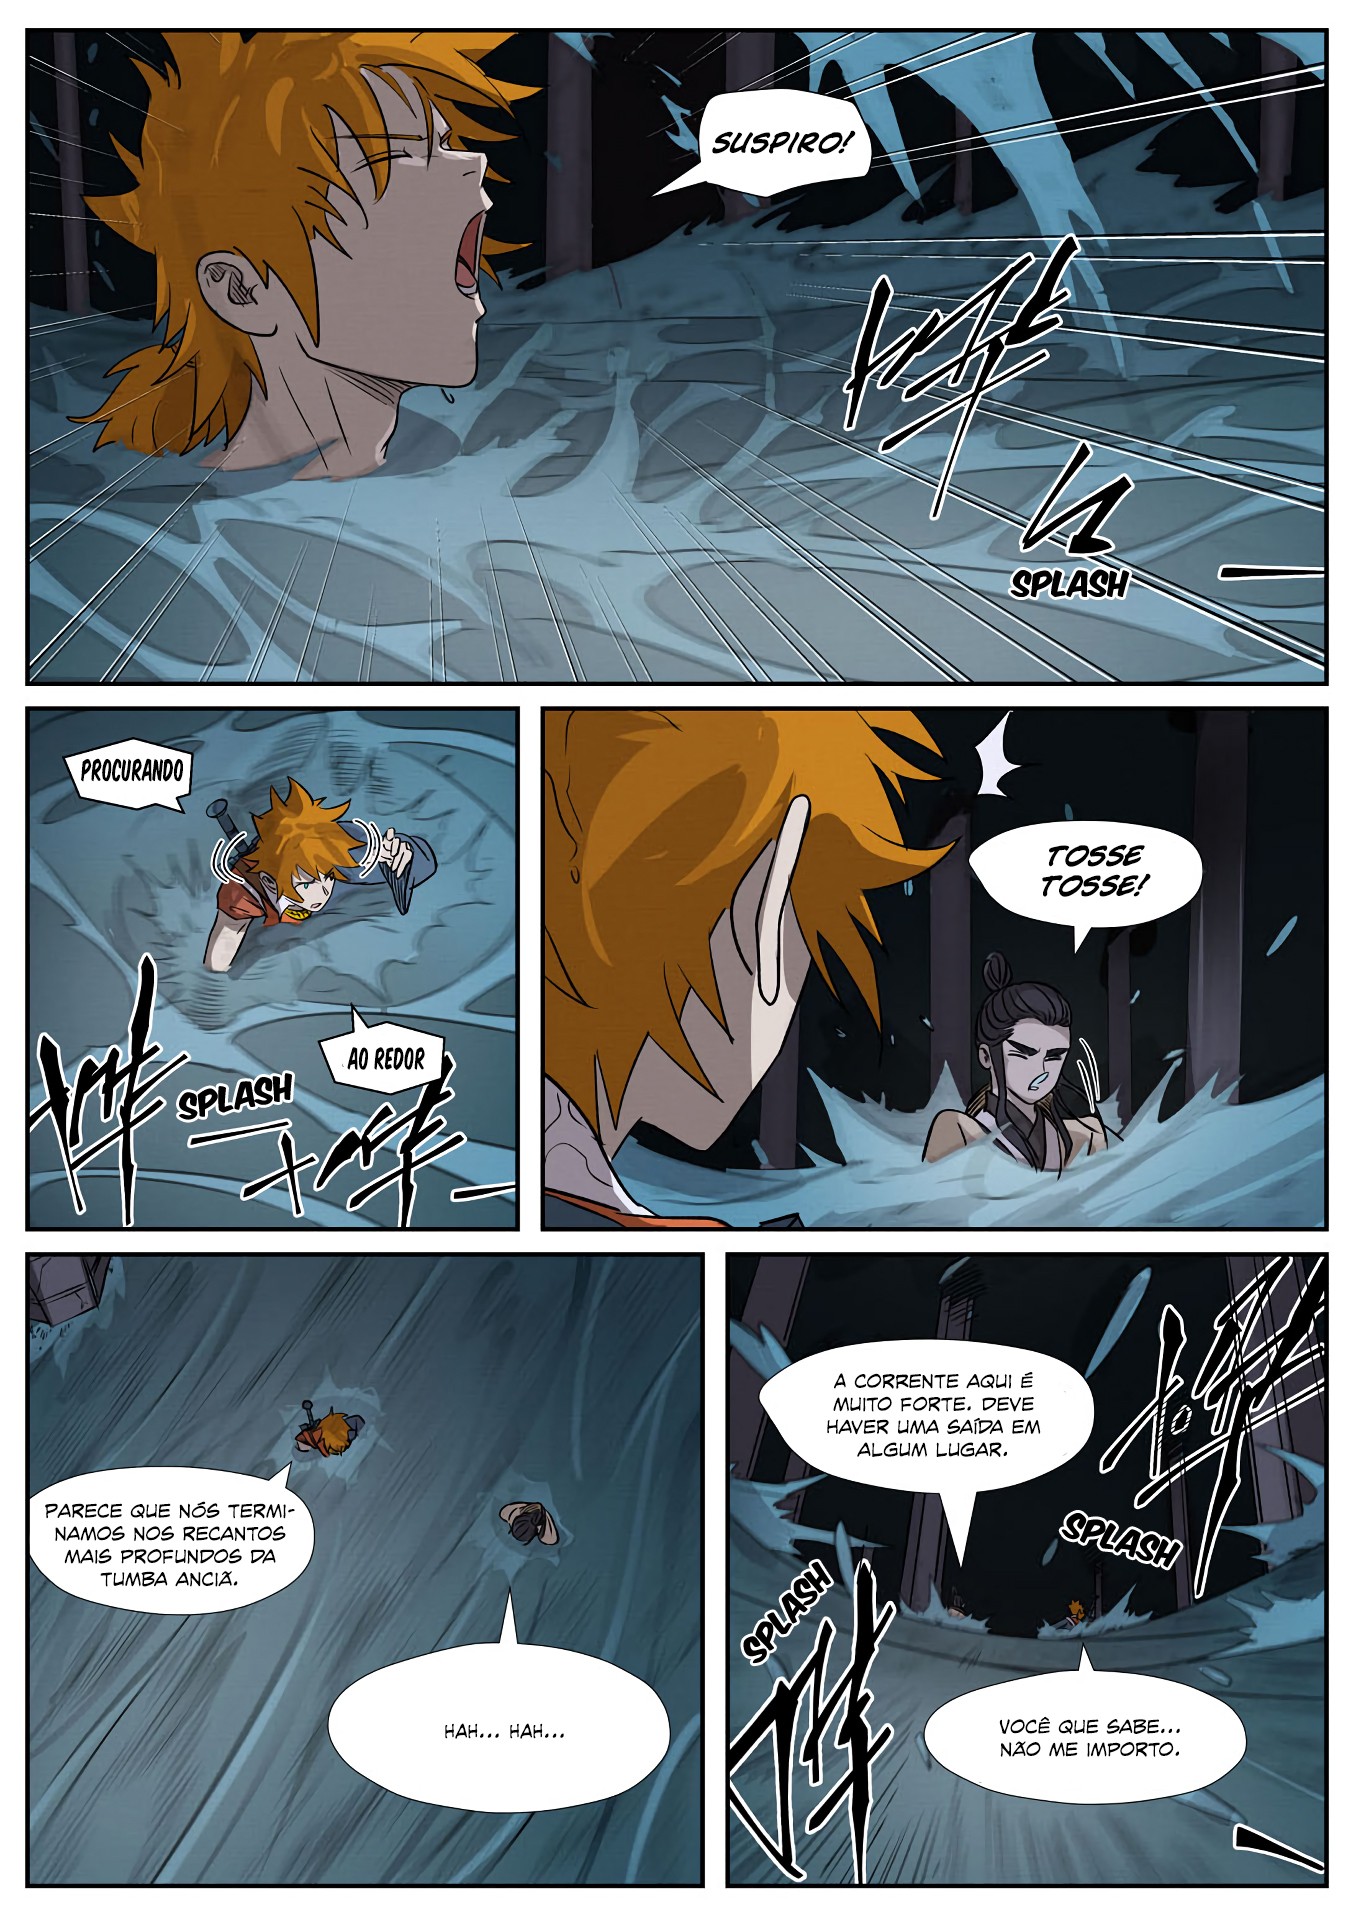 SUSPIRO!
SPLASH
PROCURANDO
AO REDOR
SPLASH
TOSSE
TOSSE!
PARECE QUE NÓS TERMI-
NAMOS NOS RECANTOS
MAIS PROFUNDOS DA
TUMBA ANCIÃ.
HAH... HAH...
A CORRENTE AQUI É
MUITO FORTE. DEVE
HAVER UMA SAÍDA EM
ALGUM LUGAR.
SPLASH
SPLASH
VOCÊ QUE SABE...
NÃO ME IMPORTO.